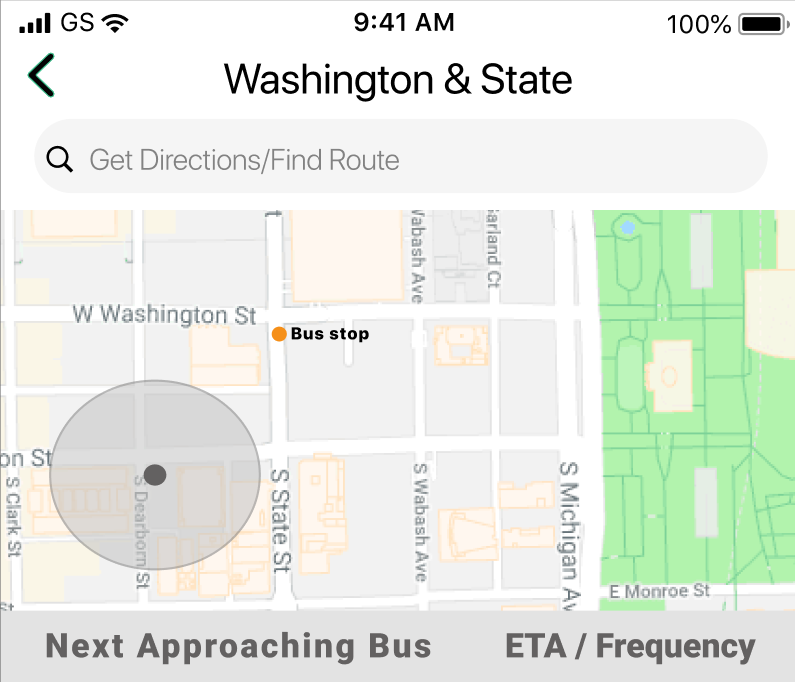 GS 9:41 AM 100%
Washington & State
Get Directions/Find Route
Wabash Ave
Garland Ct
W Washington St
Bus stop
on St
S Clark St
S Dearborn St
S State St
S Wabash Ave
S Michigan Av
E Monroe St
Next Approaching Bus ETA / Frequency